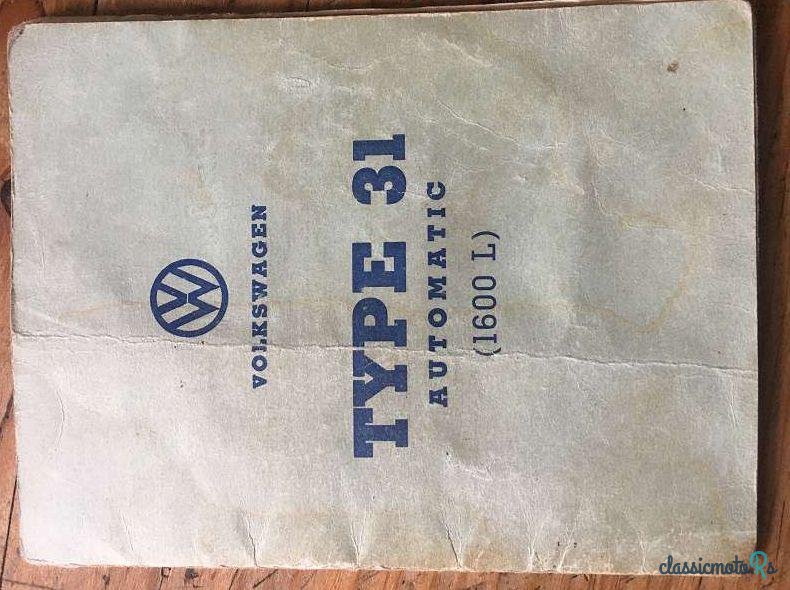 VOLKSWAGEN
TYPE 31
AUTOMATIC
(1600 L)
classicmotoRs